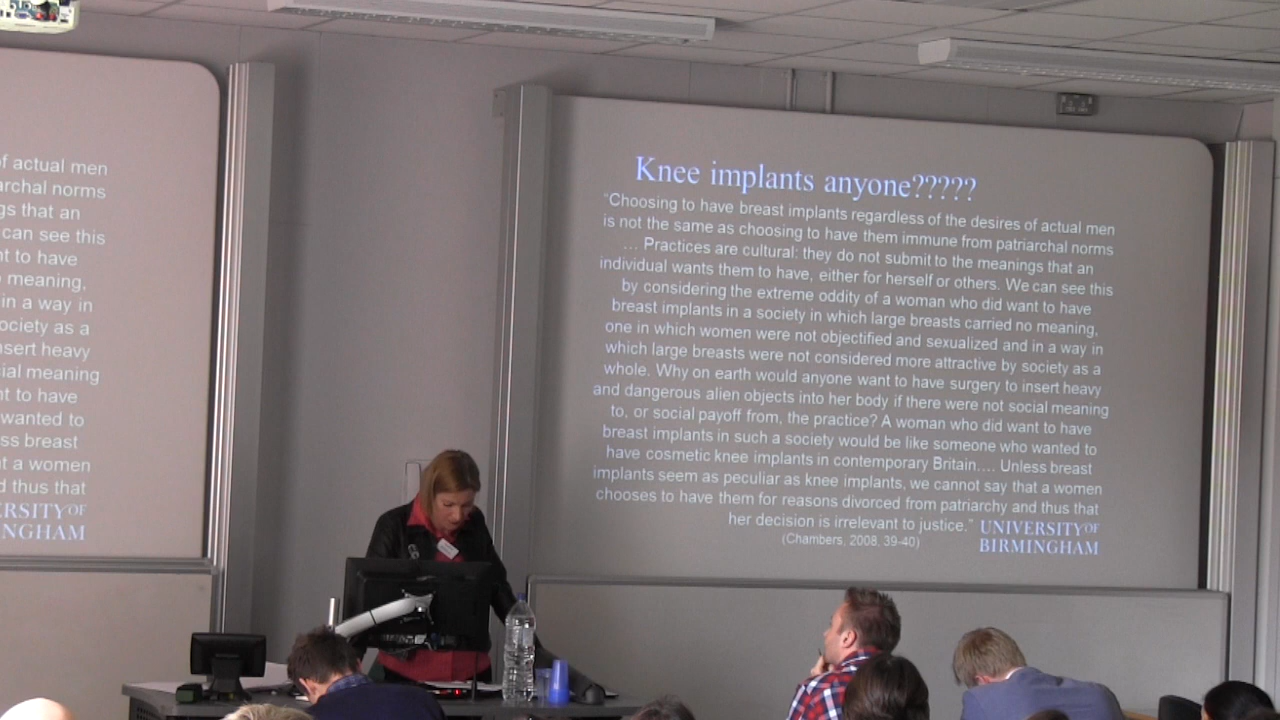 of actual men
archal norms
gs that an
can see this
nt to have
meaning,
in a way in
ociety as a
nsert heavy
ial meaning
nt to have
wanted to
ss breast
t a women
d thus that
RSITY OF
NGHAM
Knee implants anyone?????
“Choosing to have breast implants regardless of the desires of actual men
is not the same as choosing to have them immune from patriarchal norms
… Practices are cultural: they do not submit to the meanings that an
individual wants them to have, either for herself or others. We can see this
by considering the extreme oddity of a woman who did want to have
breast implants in a society in which large breasts carried no meaning,
one in which women were not objectified and sexualized and in a way in
which large breasts were not considered more attractive by society as a
whole. Why on earth would anyone want to have surgery to insert heavy
and dangerous alien objects into her body if there were not social meaning
to, or social payoff from, the practice? A woman who did want to have
breast implants in such a society would be like someone who wanted to
have cosmetic knee implants in contemporary Britain…. Unless breast
implants seem as peculiar as knee implants, we cannot say that a women
chooses to have them for reasons divorced from patriarchy and thus that
her decision is irrelevant to justice.”
(Chambers, 2008, 39-40)
UNIVERSITY OF
BIRMINGHAM